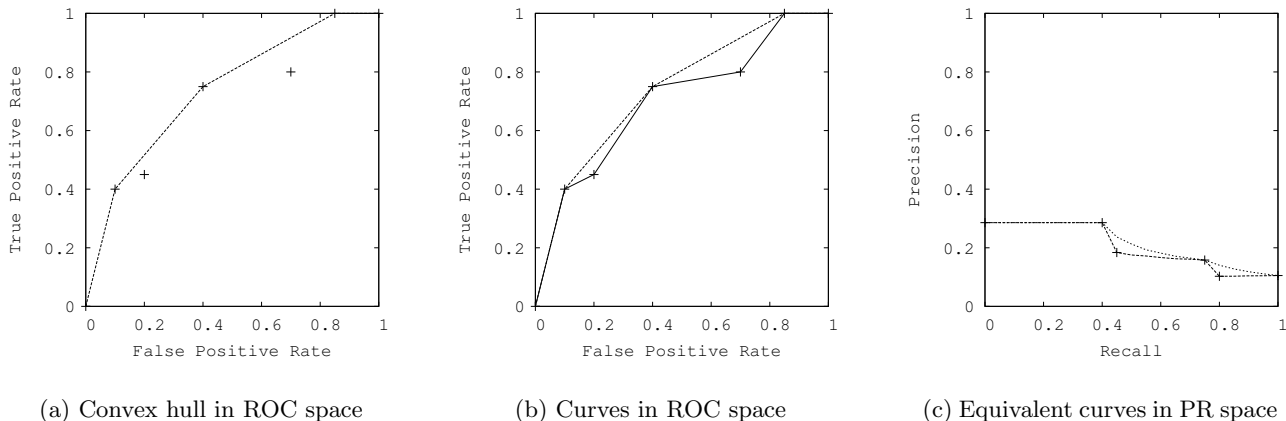 True Positive Rate
1
0.8
0.6
0.4
0.2
0
0 0.2 0.4 0.6 0.8 1
False Positive Rate
(a) Convex hull in ROC space
True Positive Rate
1
0.8
0.6
0.4
0.2
0
0 0.2 0.4 0.6 0.8 1
False Positive Rate
(b) Curves in ROC space
Precision
1
0.8
0.6
0.4
0.2
0
0 0.2 0.4 0.6 0.8 1
Recall
(c) Equivalent curves in PR space